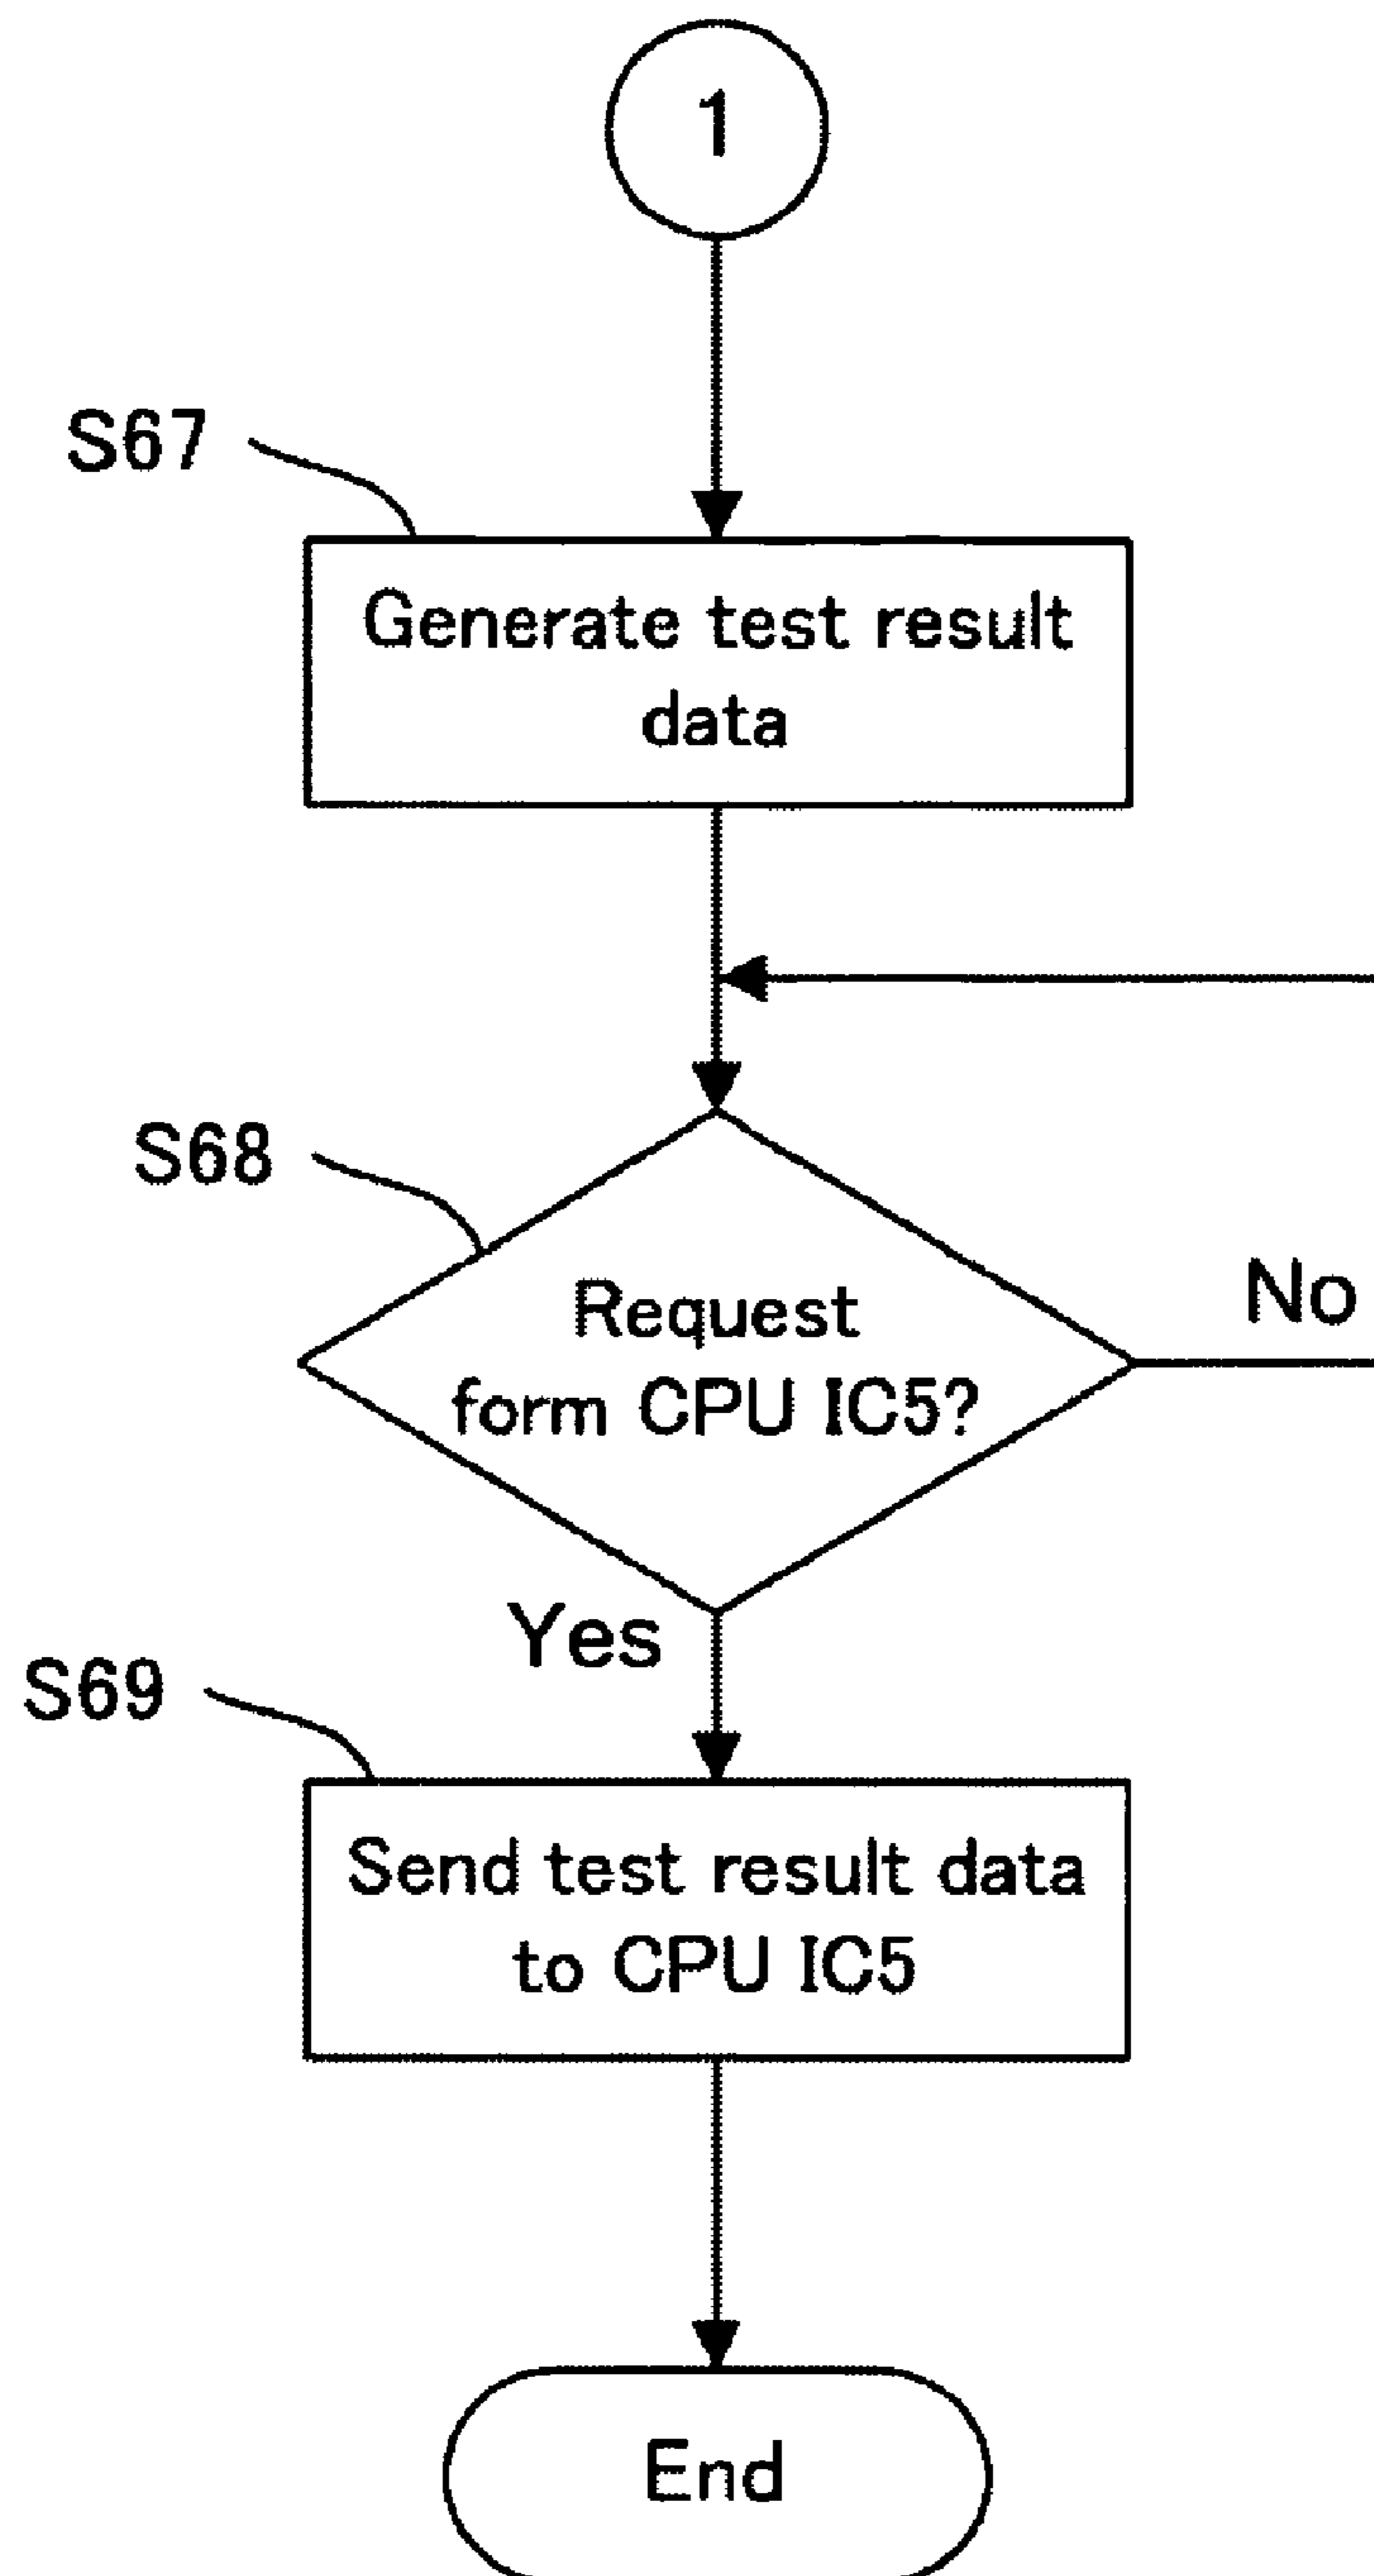 1
S67
Generate test result
data
S68
Request
form CPU IC5?
No
Yes
S69
Send test result data
to CPU IC5
End